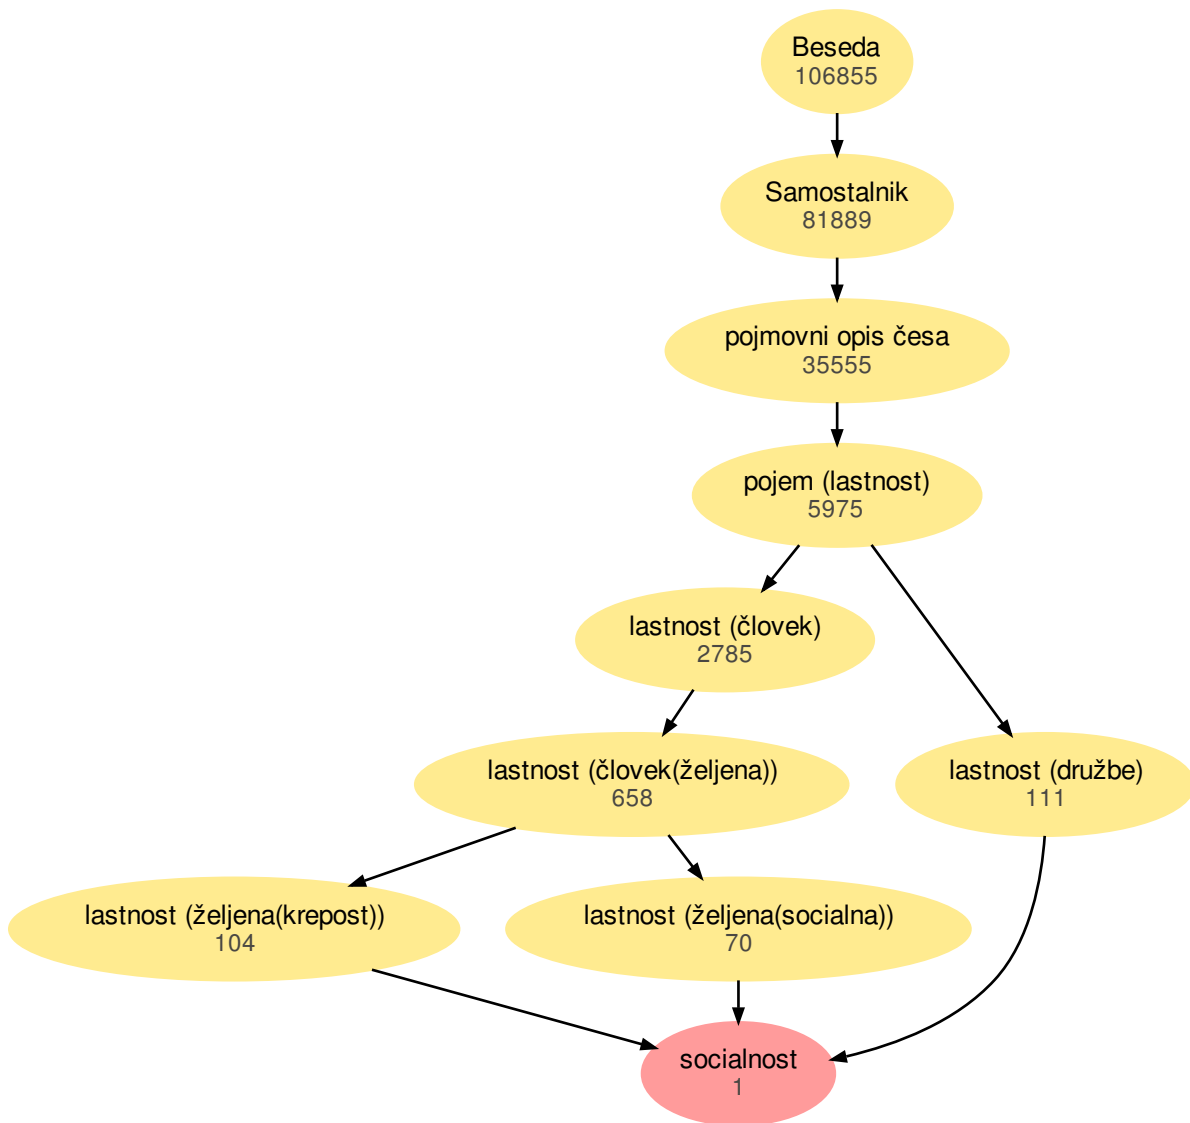 Beseda
106855
Samostalnik
81889
pojmovni opis česa
35555
pojem (lastnost)
5975
lastnost (človek)
2785
lastnost (človek(željena))
658
lastnost (družbe)
111
lastnost (željena(krepost))
104
lastnost (željena(socialna))
70
socialnost
1